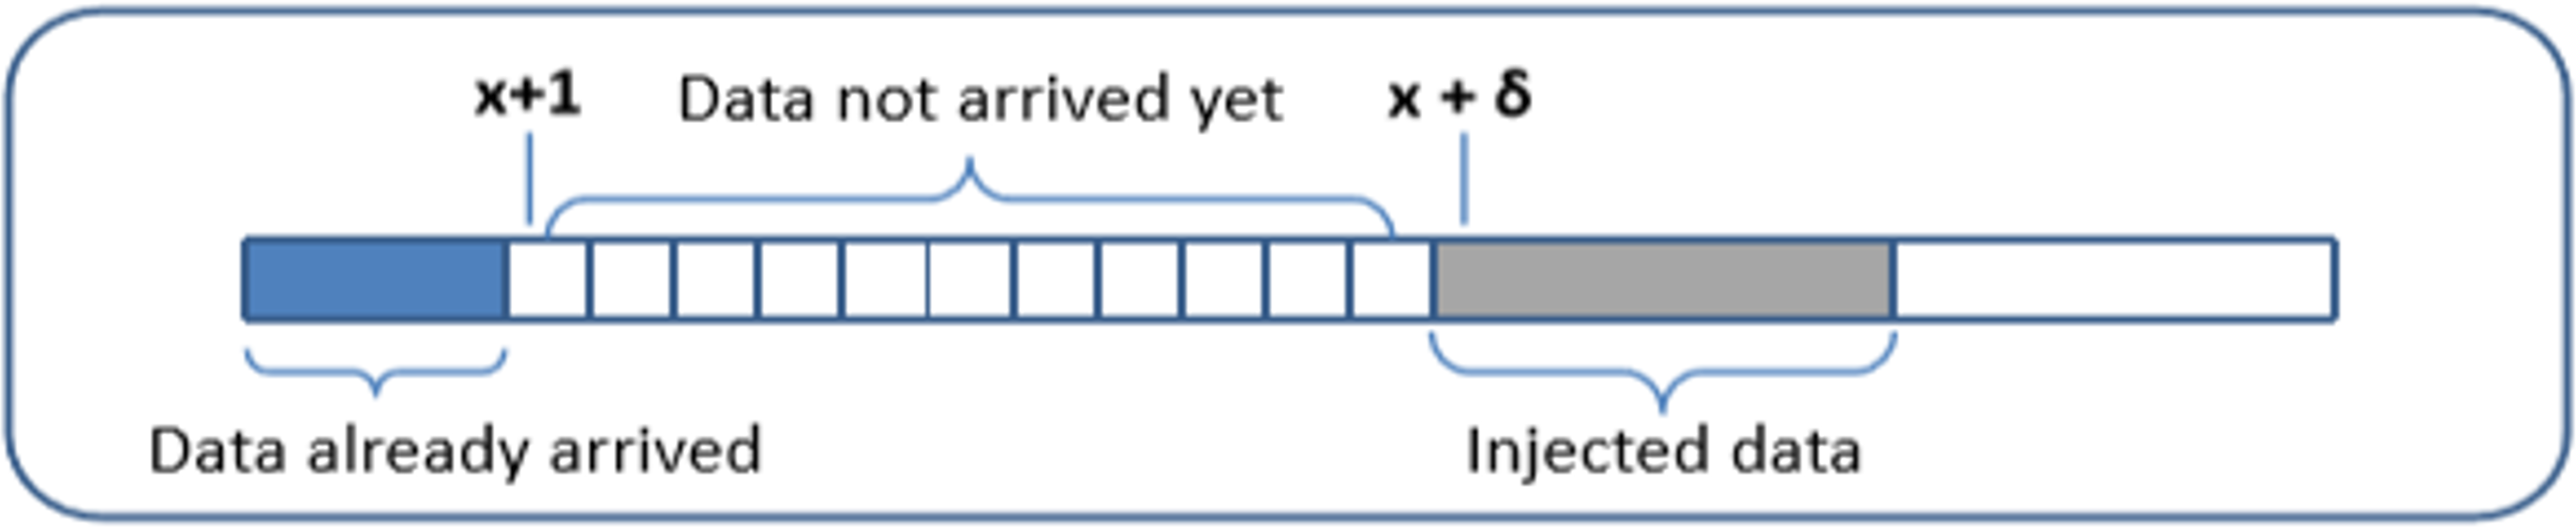 x+1
Data not arrived yet
x + δ
Data already arrived
Injected data